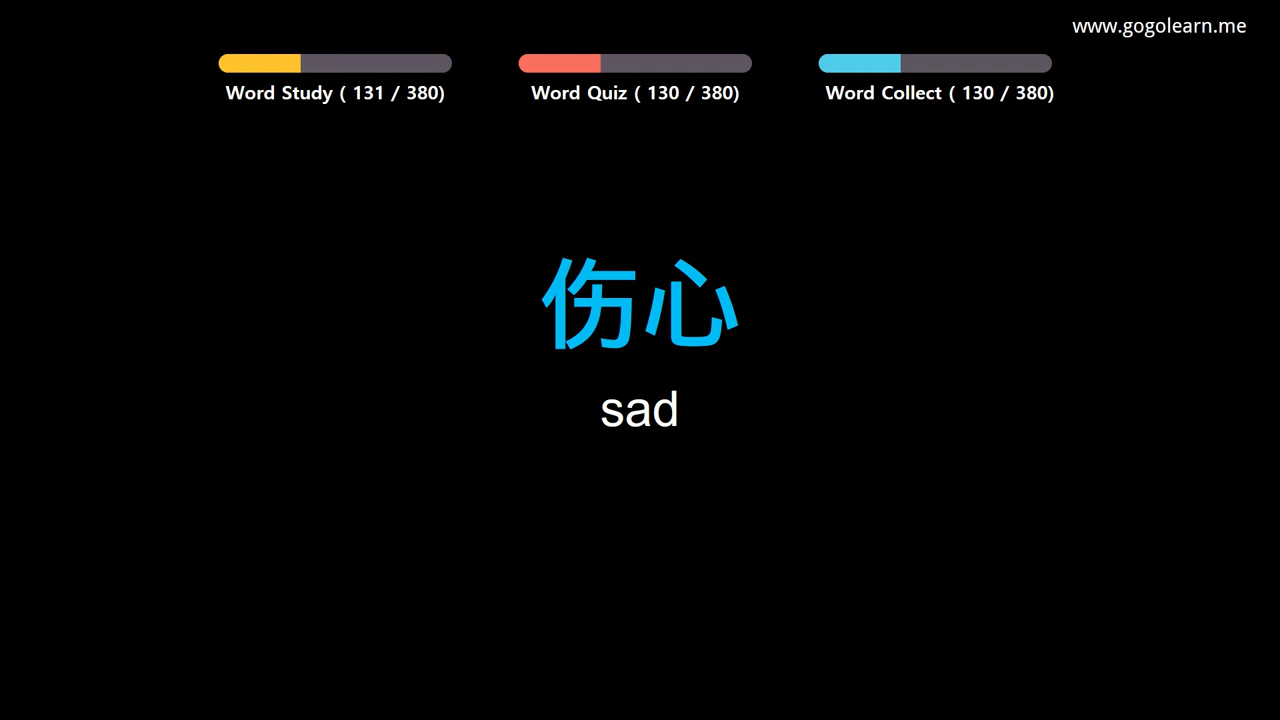 www.gogolearn.me
Word Study ( 131 / 380)
Word Quiz ( 130 / 380)
Word Collect ( 130 / 380)
伤心
sad